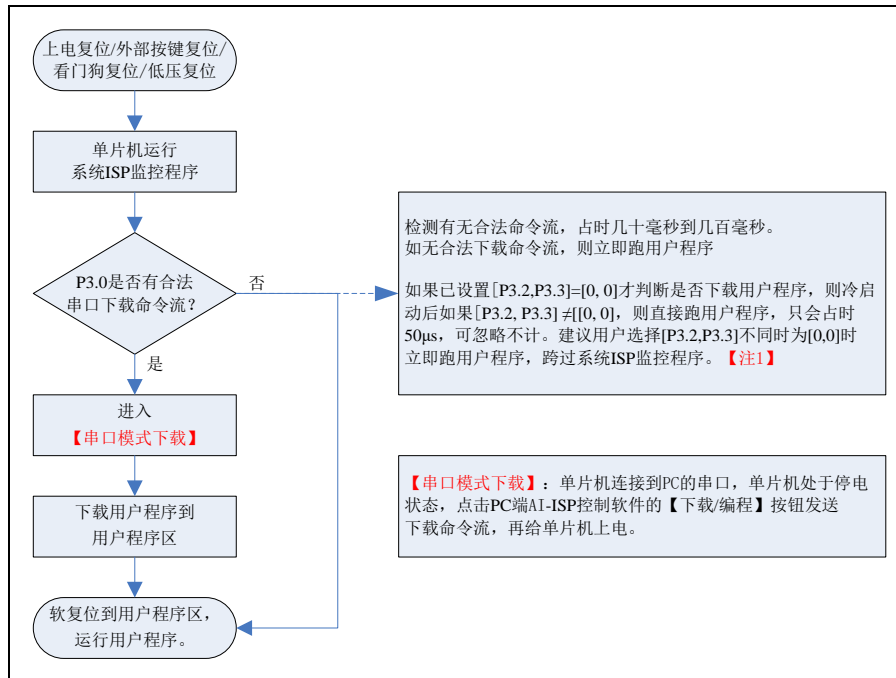 上电复位/外部按键复位/
看门狗复位/低压复位
单片机运行
系统ISP监控程序
P3.0是否有合法
串口下载命令流？
否
是
进入
【串口模式下载】
下载用户程序到
用户程序区
软复位到用户程序区，
运行用户程序。
检测有无合法命令流，占时几十毫秒到几百毫秒。
如无合法下载命令流，则立即跑用户程序
如果已设置[P3.2,P3.3]=[0, 0]才判断是否下载用户程序，则冷启
动后如果[P3.2, P3.3] ≠[[0, 0]，则直接跑用户程序，只会占时
50μs，可忽略不计。建议用户选择[P3.2,P3.3]不同时为[0,0]时
立即跑用户程序，跨过系统ISP监控程序。【注1】
【串口模式下载】：单片机连接到PC的串口，单片机处于停电
状态，点击PC端AI-ISP控制软件的【下载/编程】按钮发送
下载命令流，再给单片机上电。